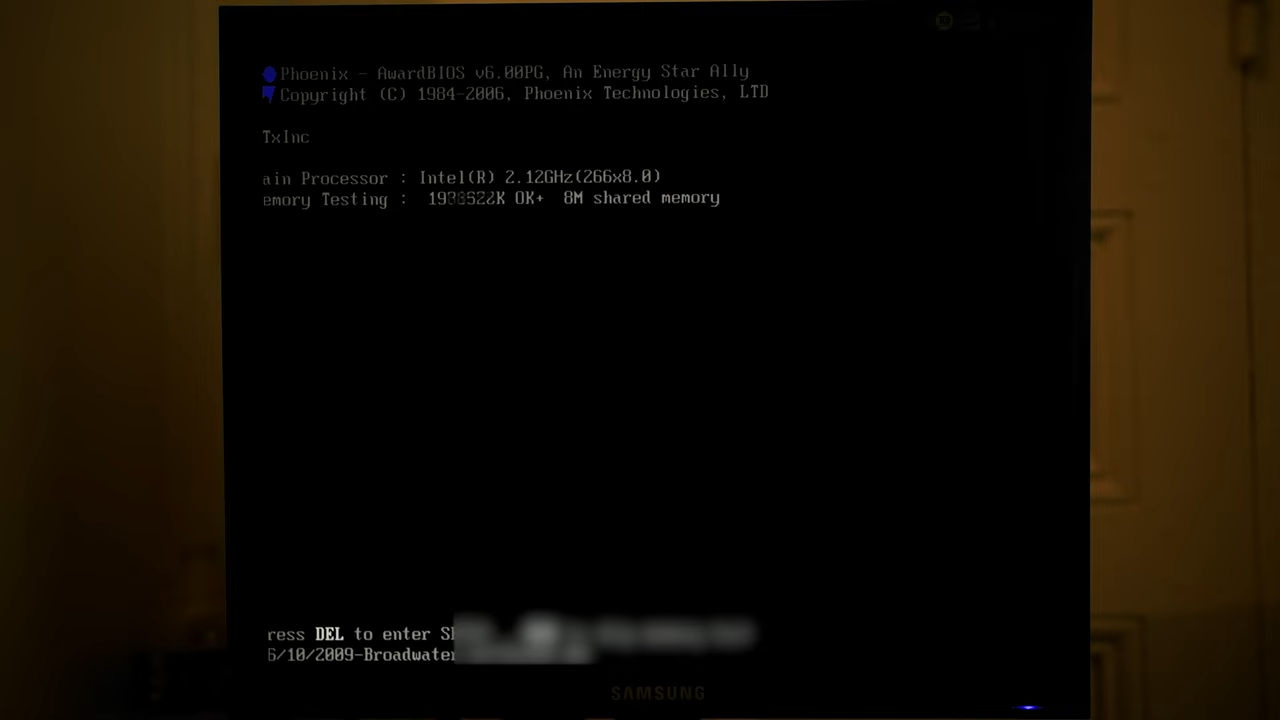 Phoenix - AwardBIOS v6.00PG, An Energy Star Ally
Copyright (C) 1984-2006, Phoenix Technologies, LTD
TxInc
ain Processor : Intel(R) 2.12GHz(266x8.0)
emory Testing : OK+ 8M shared memory
ress DEL to enter
6/10/2009-Broadwater
SAMSUNG